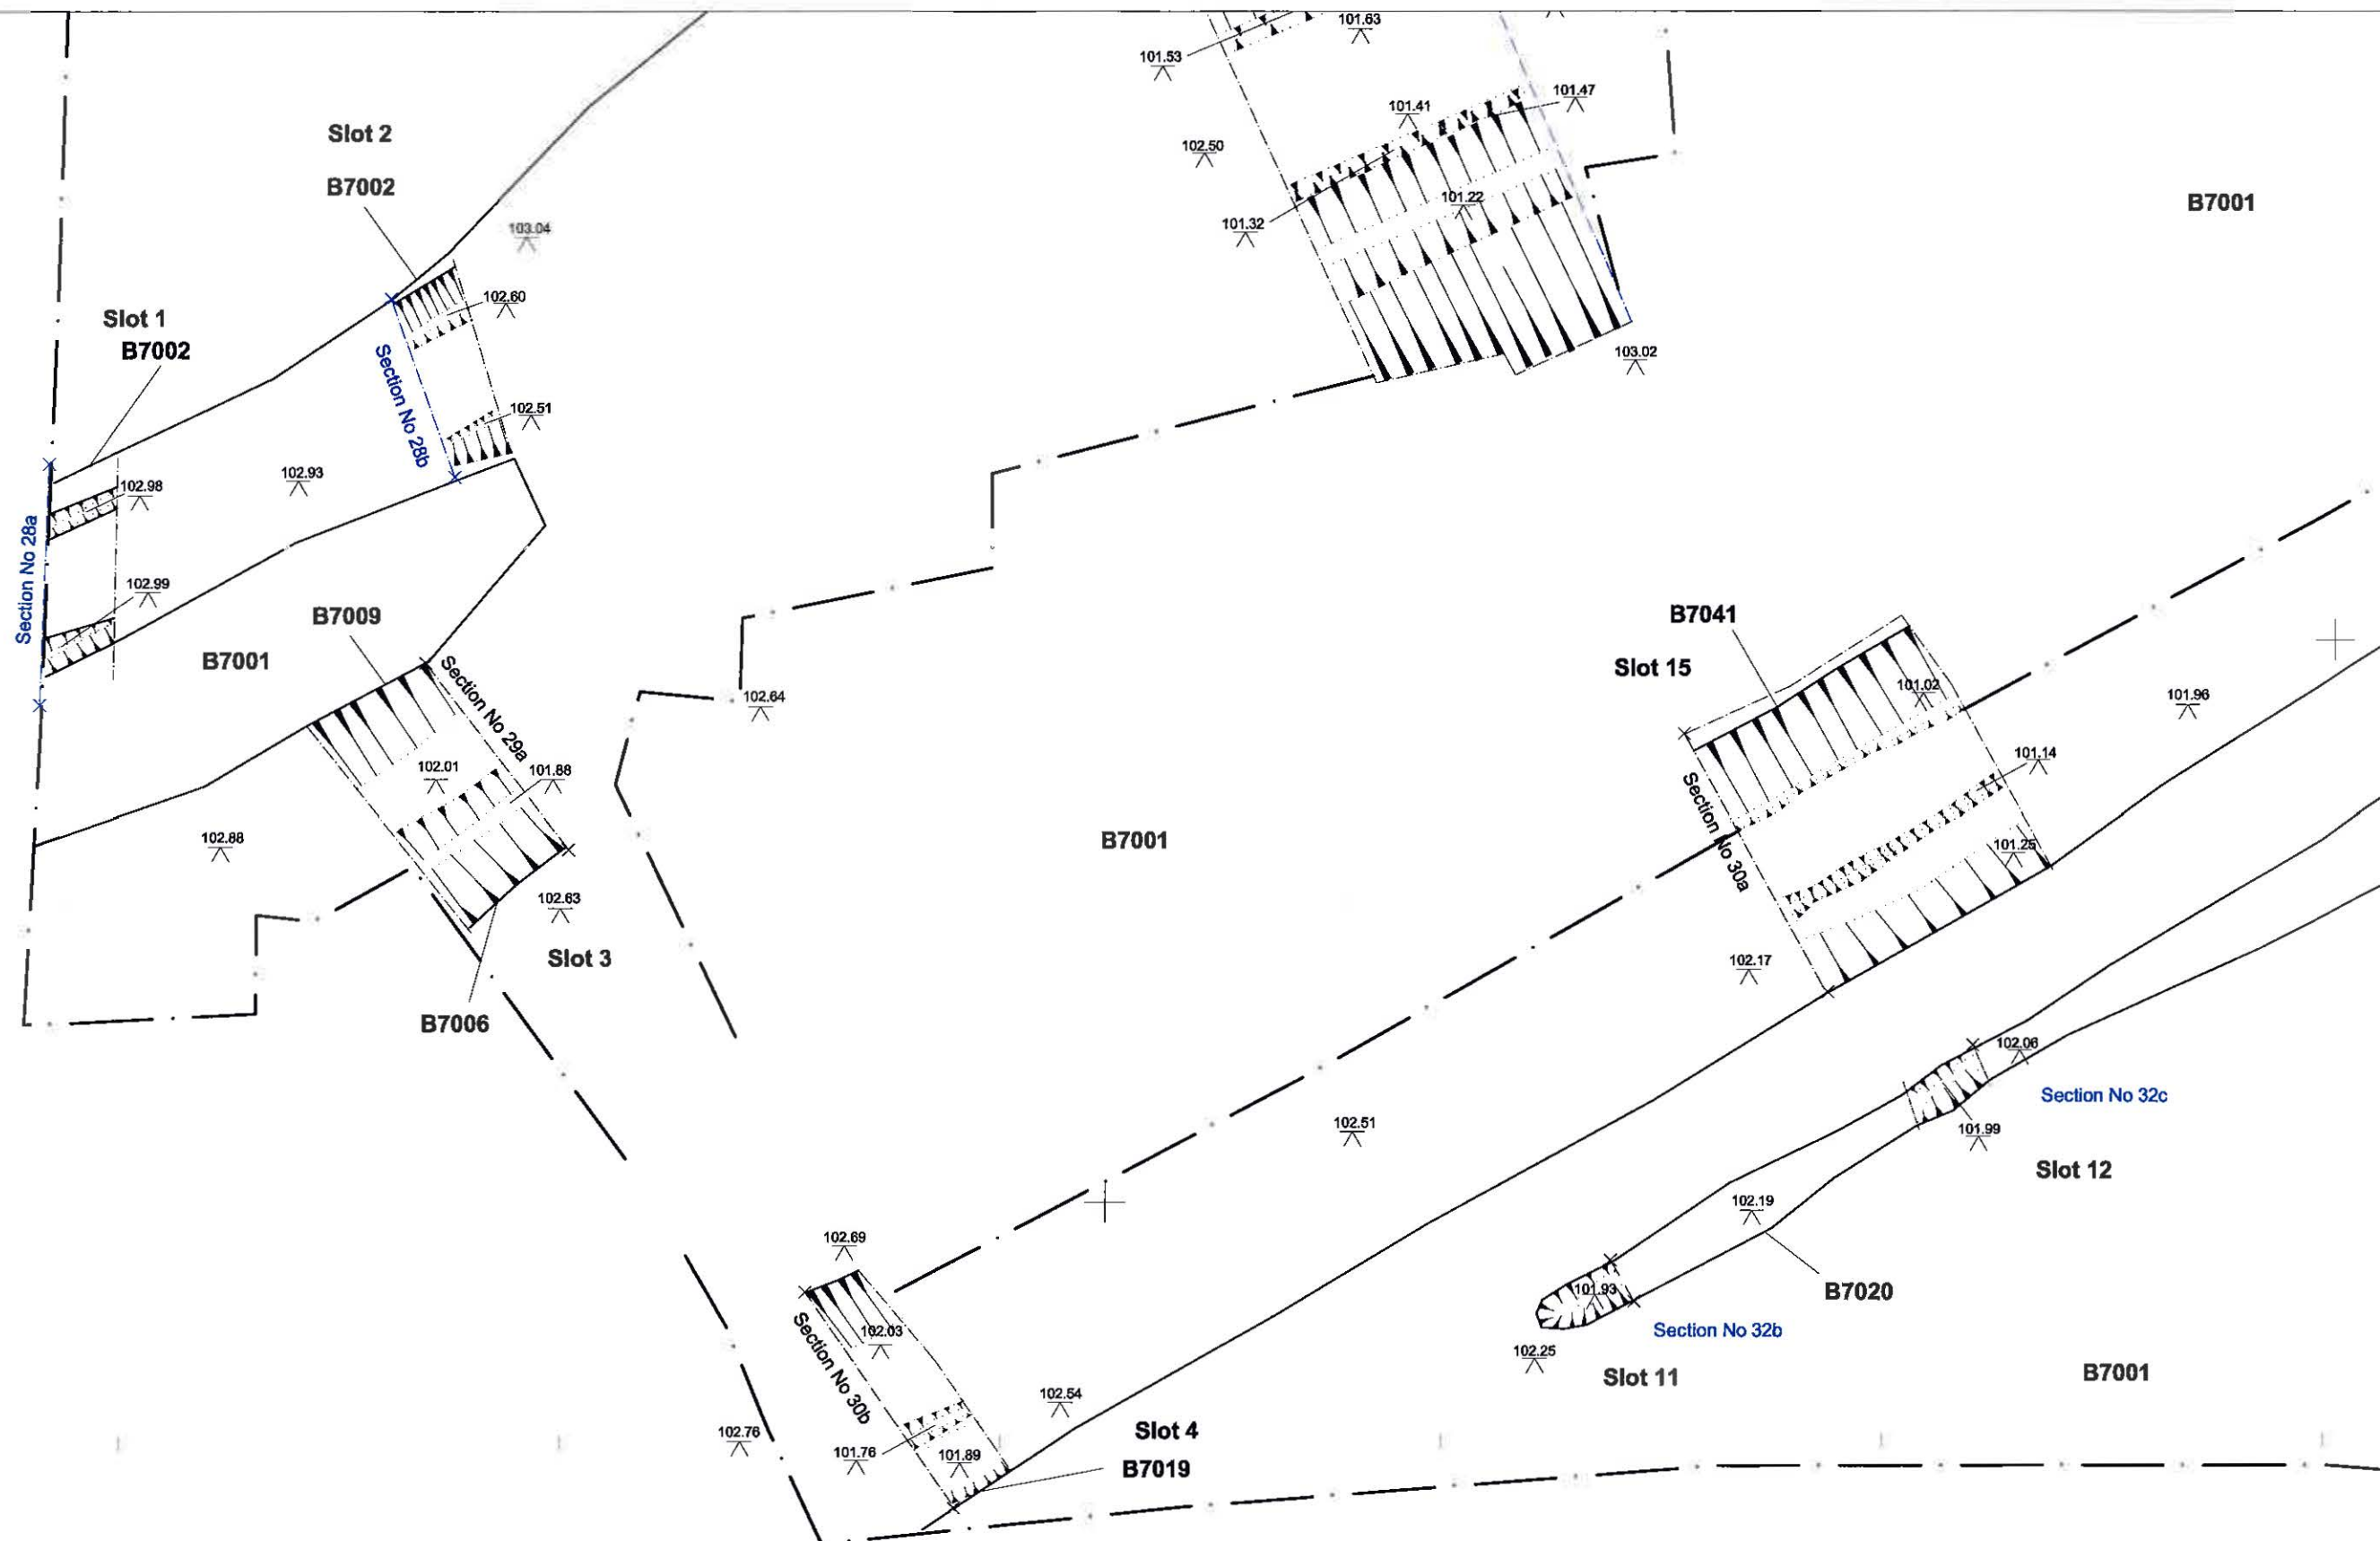 101.63
101.53
101.47
101.41
Slot 2
102.50
B7002
B7001
101.22
101.32
103.04
102.60
Slot 1
B7002
103.02
Section No 28b
102.51
102.93
102.98
Section No 28a
102.99
B7009
B7041
B7001
Slot 15
Section No 29a
101.02
102.64
101.96
102.01
101.88
101.14
Section No 30a
102.88
B7001
101.25
102.63
Slot 3
102.17
B7006
102.06
Section No 32c
102.51
101.99
Slot 12
102.19
102.69
101.93
B7020
102.03
Section No 32b
Section No 30b
102.25
Slot 11
B7001
102.54
102.76
Slot 4
101.76
101.89
B7019